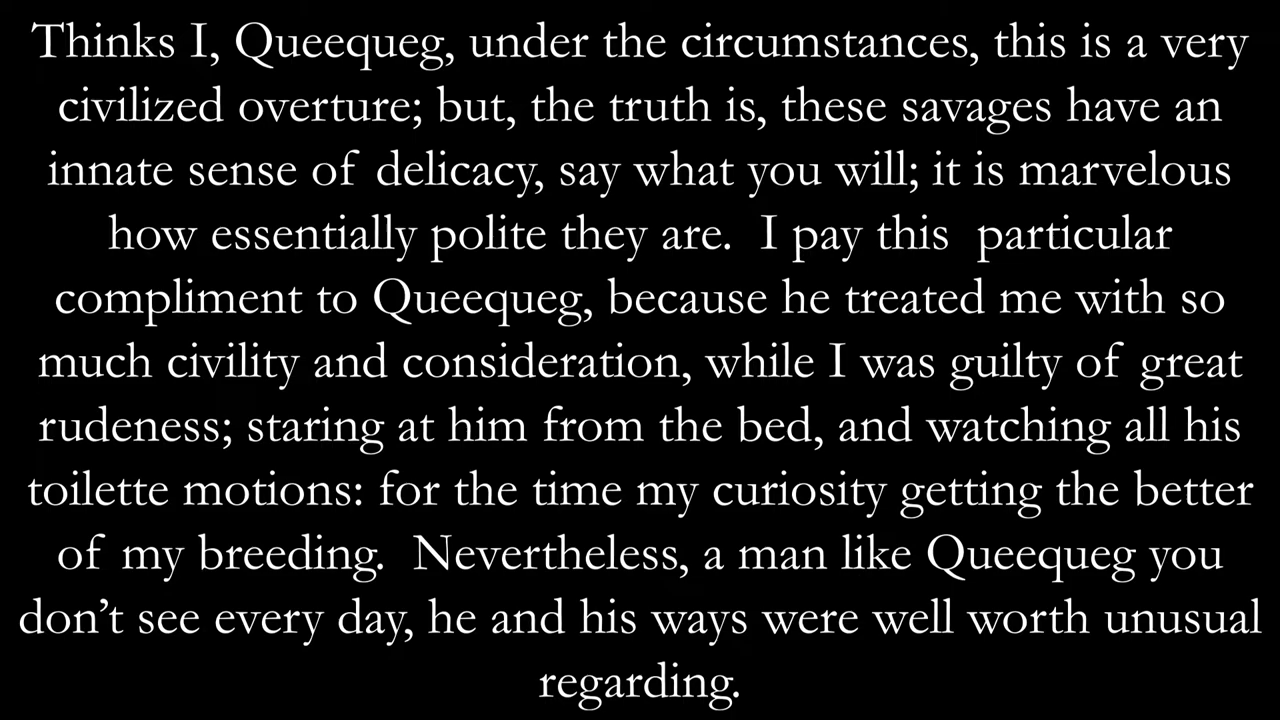 Thinks I, Queequeg, under the circumstances, this is a very
civilized overture; but, the truth is, these savages have an
innate sense of delicacy, say what you will; it is marvelous
how essentially polite they are.  I pay this  particular
compliment to Queequeg, because he treated me with so
much civility and consideration, while I was guilty of great
rudeness; staring at him from the bed, and watching all his
toilette motions: for the time my curiosity getting the better
of my breeding.  Nevertheless, a man like Queequeg you
don’t see every day, he and his ways were well worth unusual
regarding.